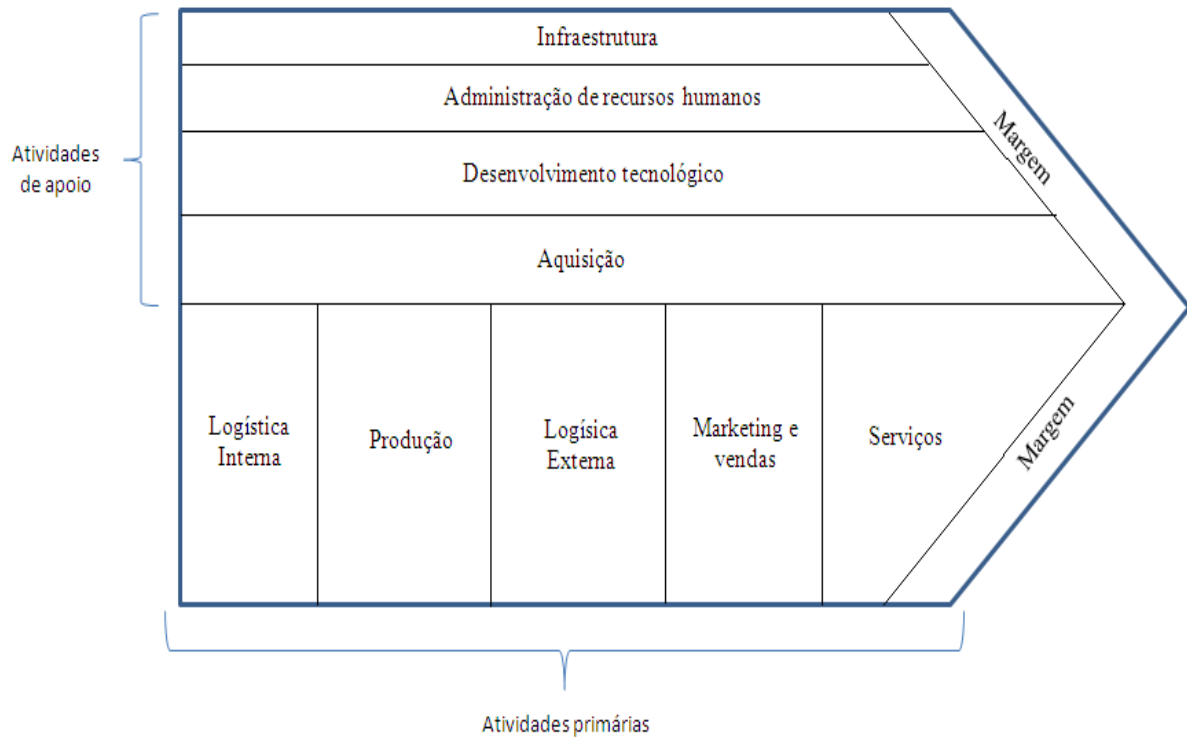 Infraestrutura
Administração de recursos humanos
Desenvolvimento tecnológico
Aquisição
Atividades
de apoio
Margem
Logística
Interna
Produção
Logísica
Externa
Marketing e
vendas
Serviços
Margem
Atividades primárias